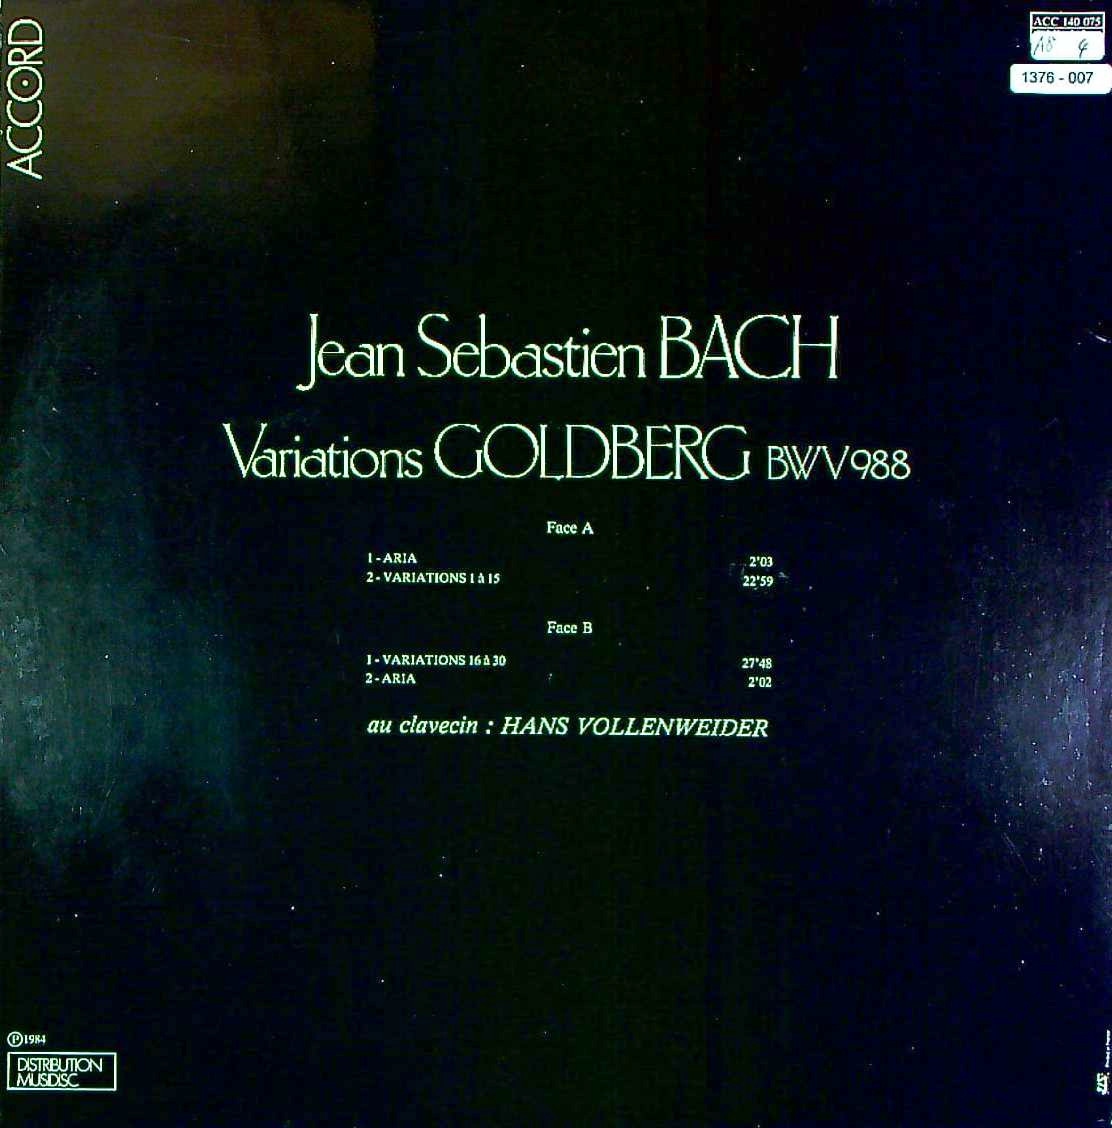 ACCORD
ACC 140 075
1376 - 007
Jean Sebastien BACH
Variations GOLDBERG BWV 988
Face A
1 - ARIA 2'03
2 - VARIATIONS 1 à 15 22'59
Face B
1 - VARIATIONS 16 à 30 27'48
2 - ARIA 2'02
au clavecin : HANS VOLLENWEIDER
Ⓟ 1984
DISTRIBUTION
MUSIDISC